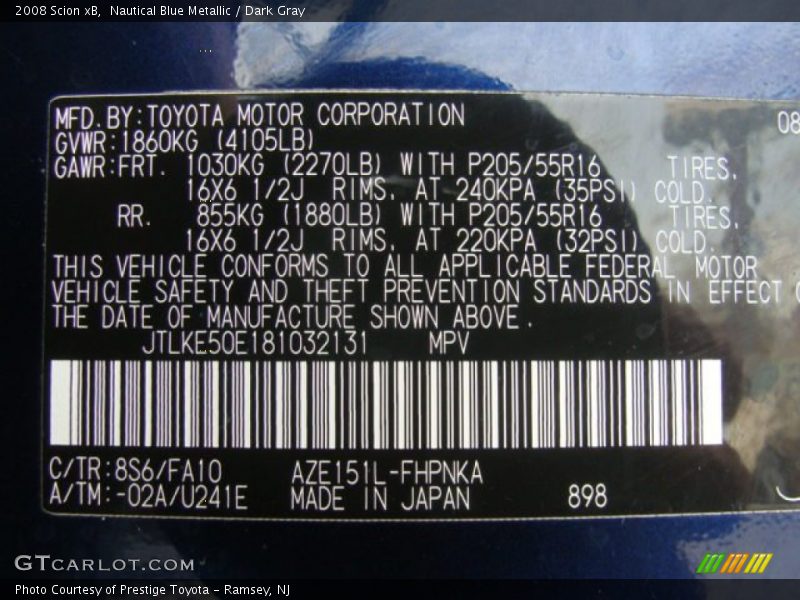 2008 Scion xB,  Nautical Blue Metallic / Dark Gray
MFD. BY: TOYOTA MOTOR CORPORATION 08
GVWR: 1860KG (4105LB)
GAWR: FRT. 1030KG (2270LB) WITH P205/55R16 TIRES,
16X6 1/2J RIMS, AT 240KPA (35PSI) COLD.
RR. 855KG (1880LB) WITH P205/55R16 TIRES,
16X6 1/2J RIMS, AT 220KPA (32PSI) COLD.
THIS VEHICLE CONFORMS TO ALL APPLICABLE FEDERAL MOTOR
VEHICLE SAFETY AND THEFT PREVENTION STANDARDS IN EFFECT (
THE DATE OF MANUFACTURE SHOWN ABOVE.
JTLKE50E181032131 MPV
C/TR: 8S6/FA10 AZE151L-FHPNKA
A/TM: -02A/U241E MADE IN JAPAN 898
GTCARLOT.COM
Photo Courtesy of Prestige Toyota - Ramsey, NJ